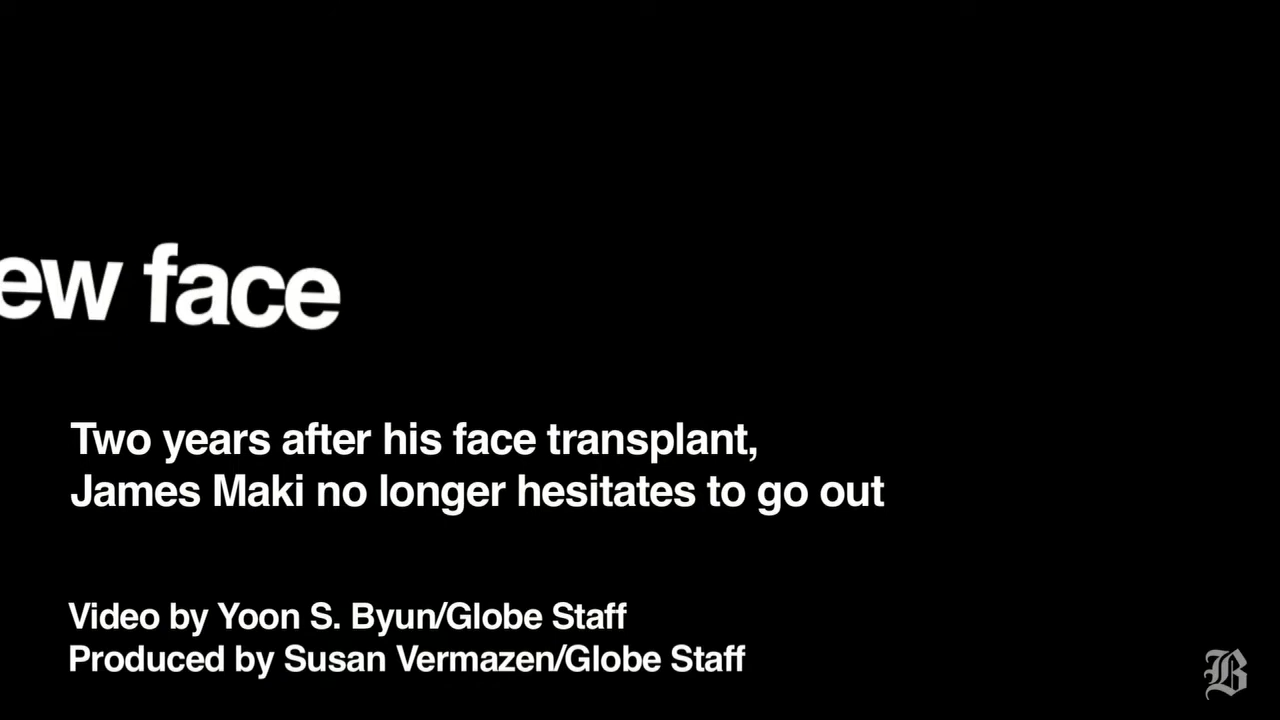 ew face
Two years after his face transplant,
James Maki no longer hesitates to go out
Video by Yoon S. Byun/Globe Staff
Produced by Susan Vermazen/Globe Staff
B